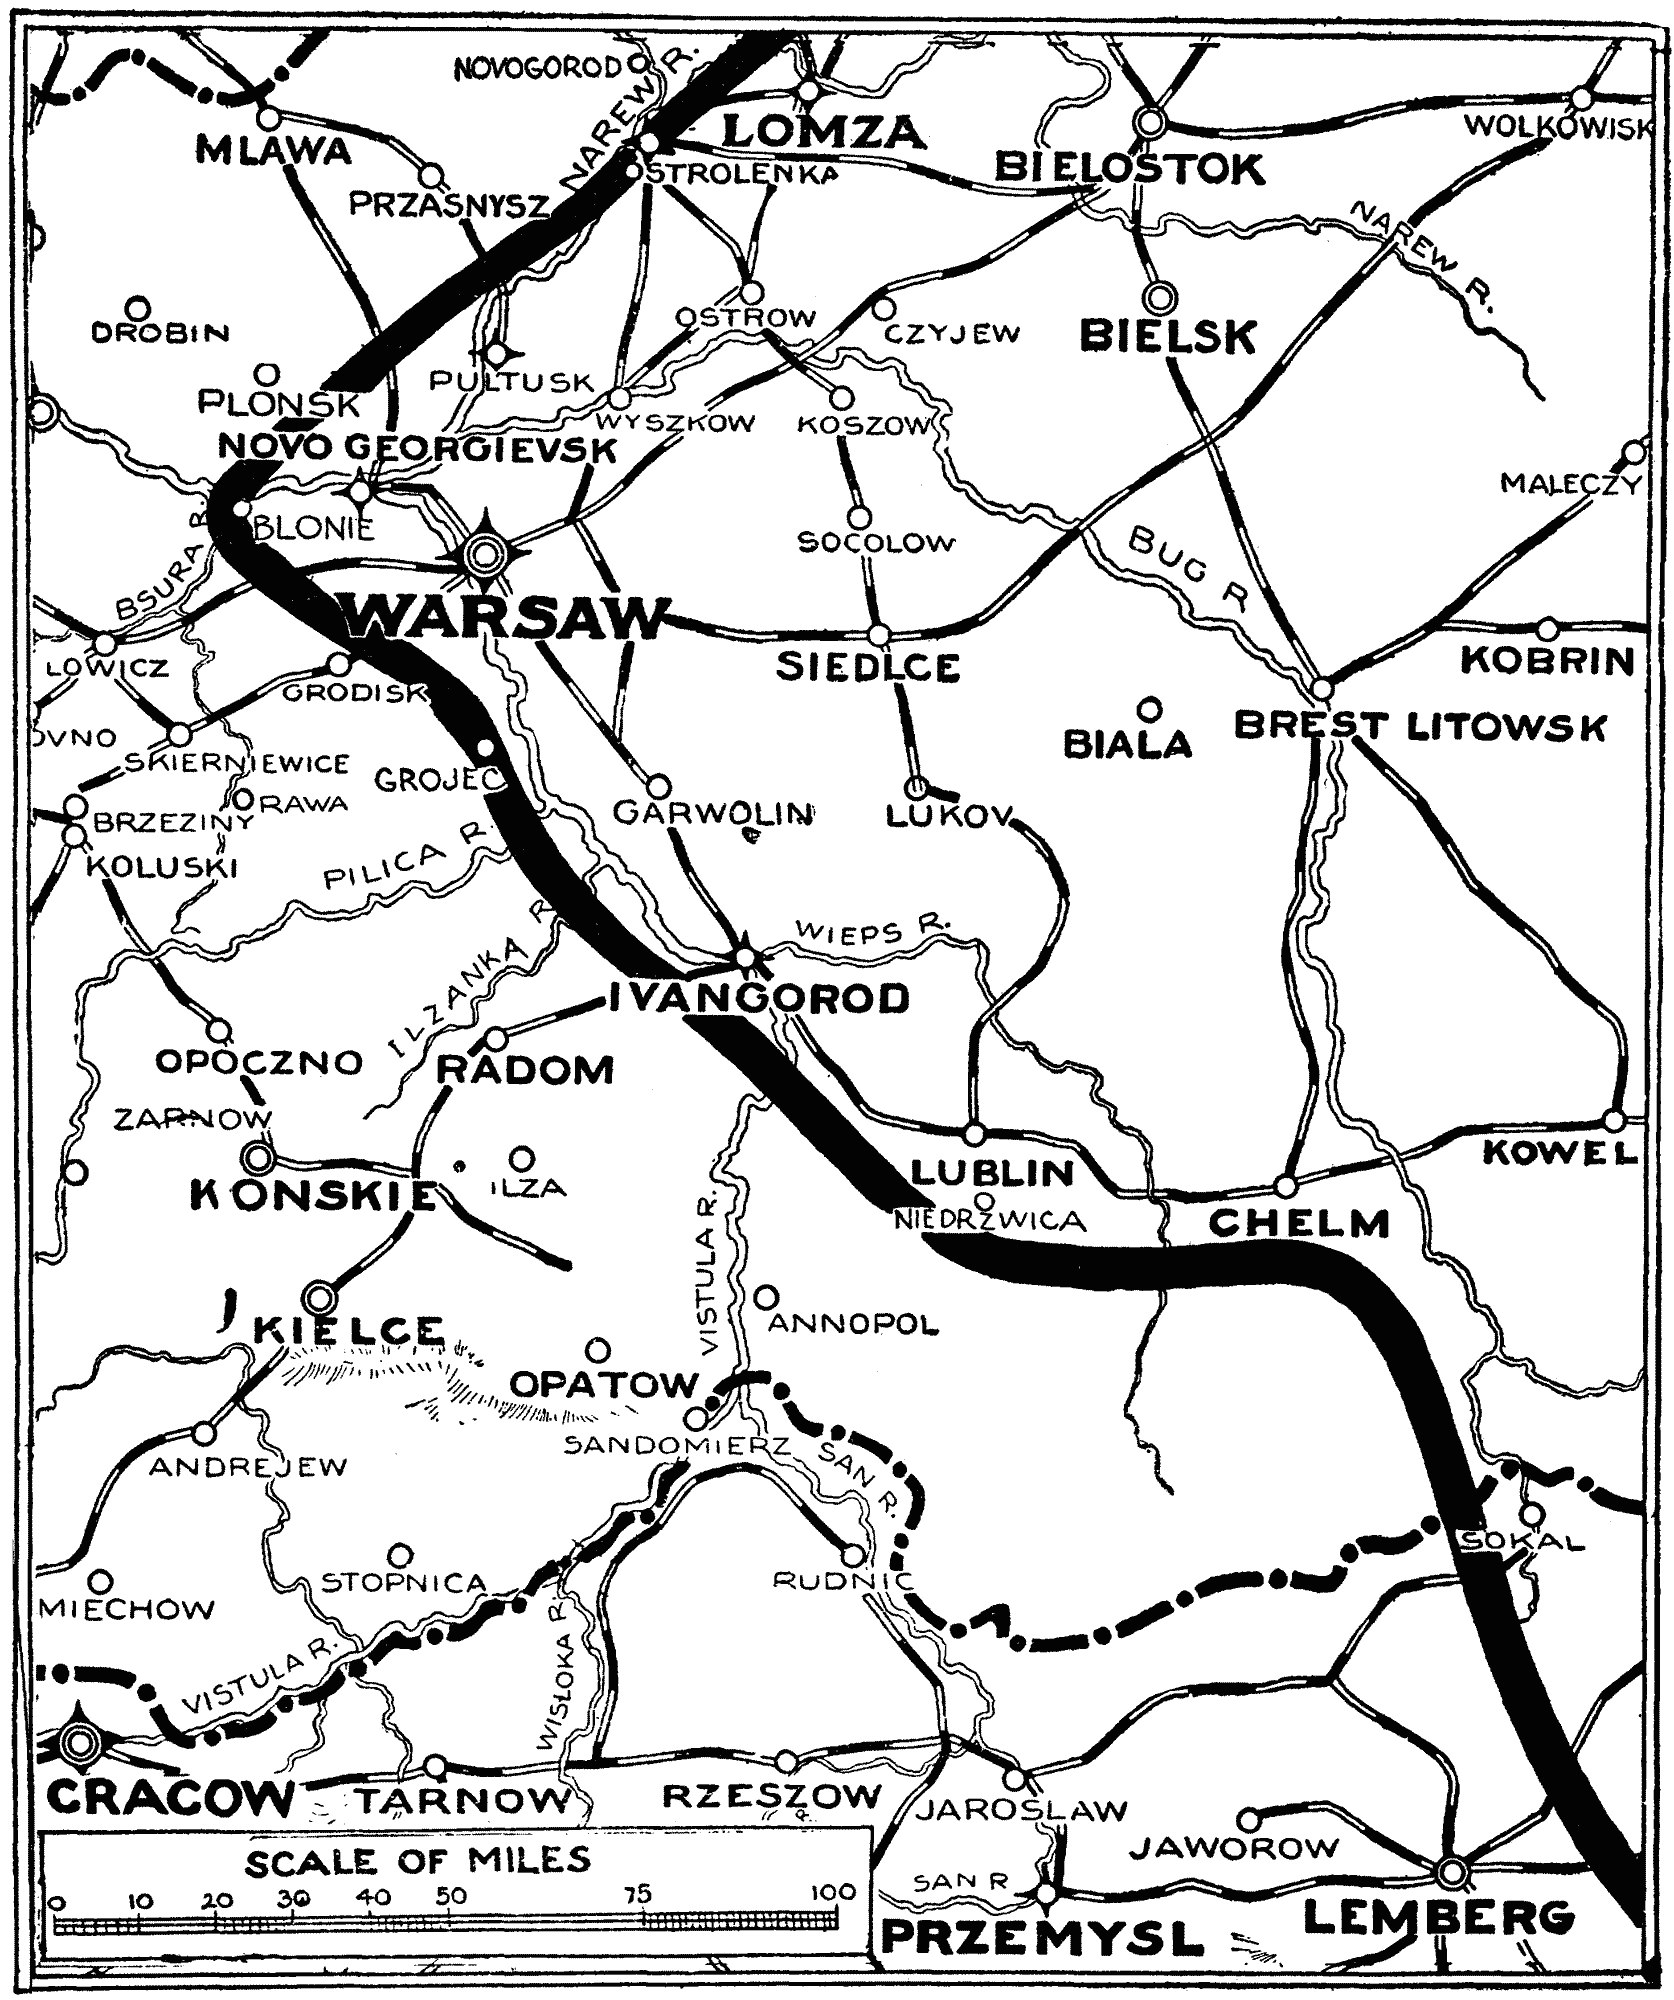 NOVOGOROD
NAREW R.
LOMZA
WOLKOWISK
MLAWA
OSTROLENKA
BIELOSTOK
PRZASNYSZ
NAREW R.
DROBIN
OSTROW
CZYJEW
BIELSK
PLONSK
PULTUSK
WYSZKOW
KOSZOW
NOVO GEORGIEVSK
MALECZY
BLONIE
SOCOLOW
BUG R
BSURA R.
WARSAW
LOWICZ
SIEDLCE
KOBRIN
GRODISK
OVNO
BIALA
BREST LITOWSK
SKIERNIEWICE
GROJEC
RAWA
BRZEZINY
GARWOLIN
LUKOV
KOLUSKI
PILICA R.
WIEPS R.
ILZANKA R.
IVANGOROD
OPOCZNO
RADOM
ZARNOW
KOWEL
LUBLIN
KONSKIE
ILZA
NIEDRZWICA
CHELM
VISTULA R.
ANNOPOL
KIELCE
OPATOW
SANDOMIERZ
SAN R.
ANDREJEW
SOKAL
STOPNICA
RUDNIC
MIECHOW
VISTULA R.
WISLOKA R.
CRACOW
TARNOW
RZESZOW
JAROSLAW
JAWOROW
SCALE OF MILES
0 10 20 30 40 50 75 100
SAN R
PRZEMYSL
LEMBERG